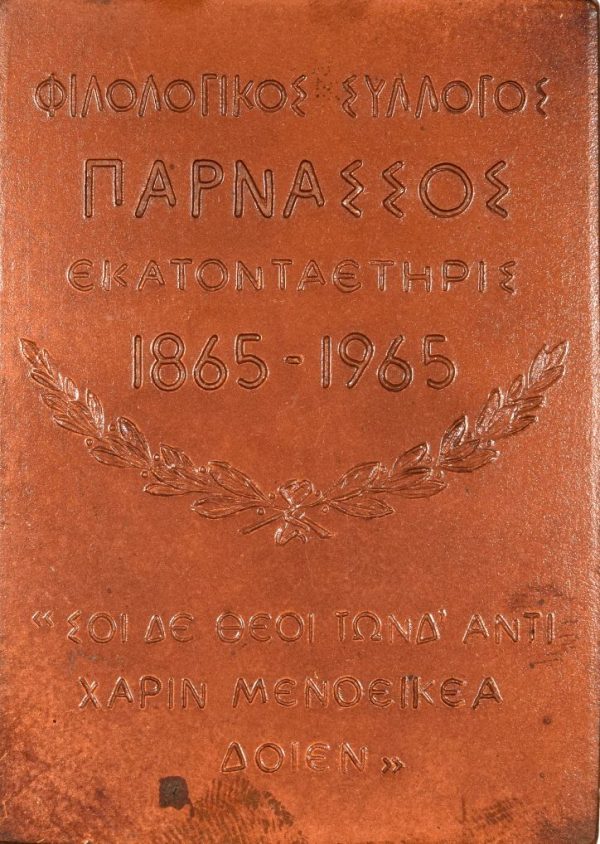 ΦΙΛΟΛΟΓΙΚΟΣ ΣΥΛΛΟΓΟΣ
ΠΑΡΝΑΣΣΟΣ
ΕΚΑΤΟΝΤΑΕΤΗΡΙΣ
1865 - 1965
« ΣΟΙ ΔΕ ΘΕΟΙ ΤΩΝΔ' ΑΝΤΙ
ΧΑΡΙΝ ΜΕΝΟΕΙΚΕΑ
ΔΟΙΕΝ »